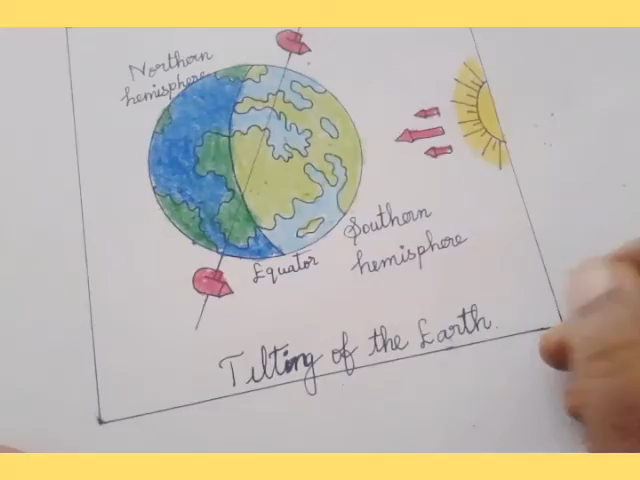 Northern
hemisphere
Southern
hemisphere
Equator
Tilting of the Earth.